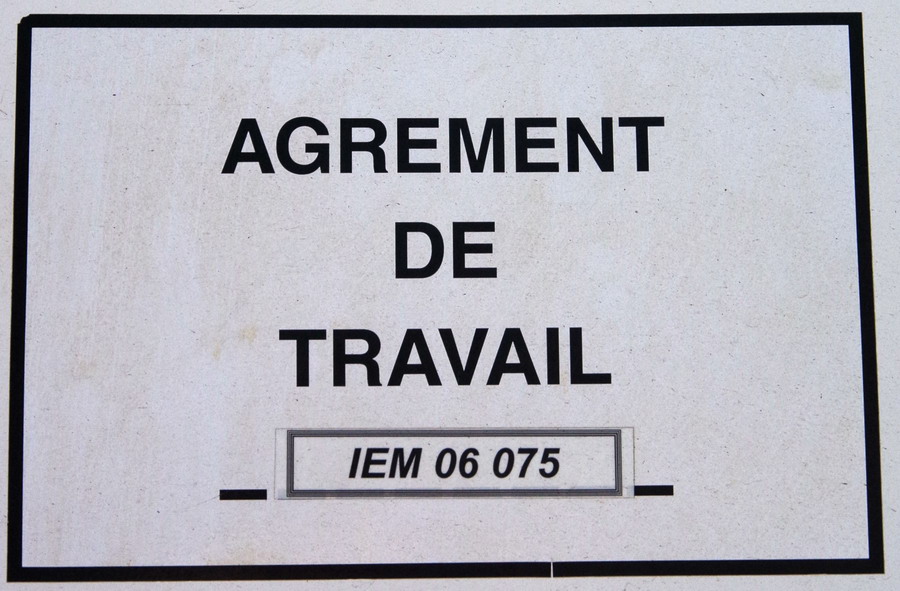 AGREMENT
DE
TRAVAIL
IEM 06 075